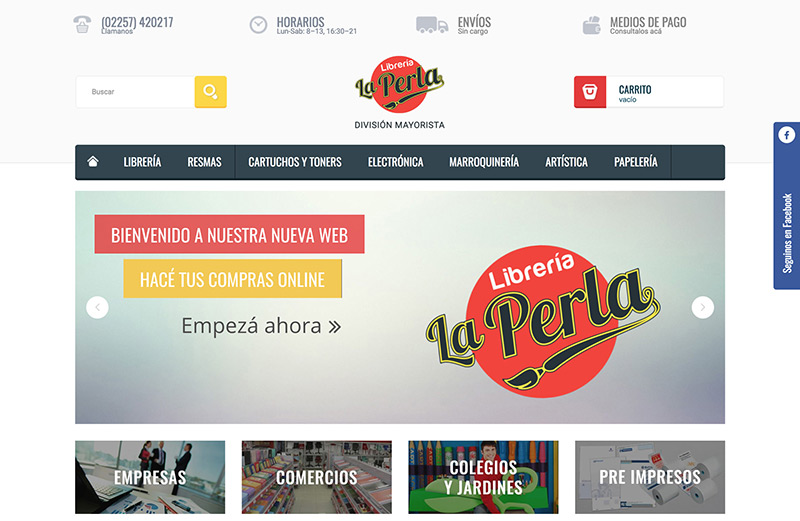 (02257) 420217
Llamanos
HORARIOS
Lun-Sab: 8–13, 16:30–21
ENVÍOS
Sin cargo
MEDIOS DE PAGO
Consultalos acá
Buscar
Librería
La Perla
DIVISIÓN MAYORISTA
CARRITO
vacío
LIBRERÍA RESMAS CARTUCHOS Y TONERS ELECTRÓNICA MARROQUINERÍA ARTÍSTICA PAPELERÍA
Seguinos en Facebook
BIENVENIDO A NUESTRA NUEVA WEB
HACÉ TUS COMPRAS ONLINE
Empezá ahora »
Librería
La Perla
EMPRESAS
COMERCIOS
COLEGIOS
Y JARDINES
PRE IMPRESOS